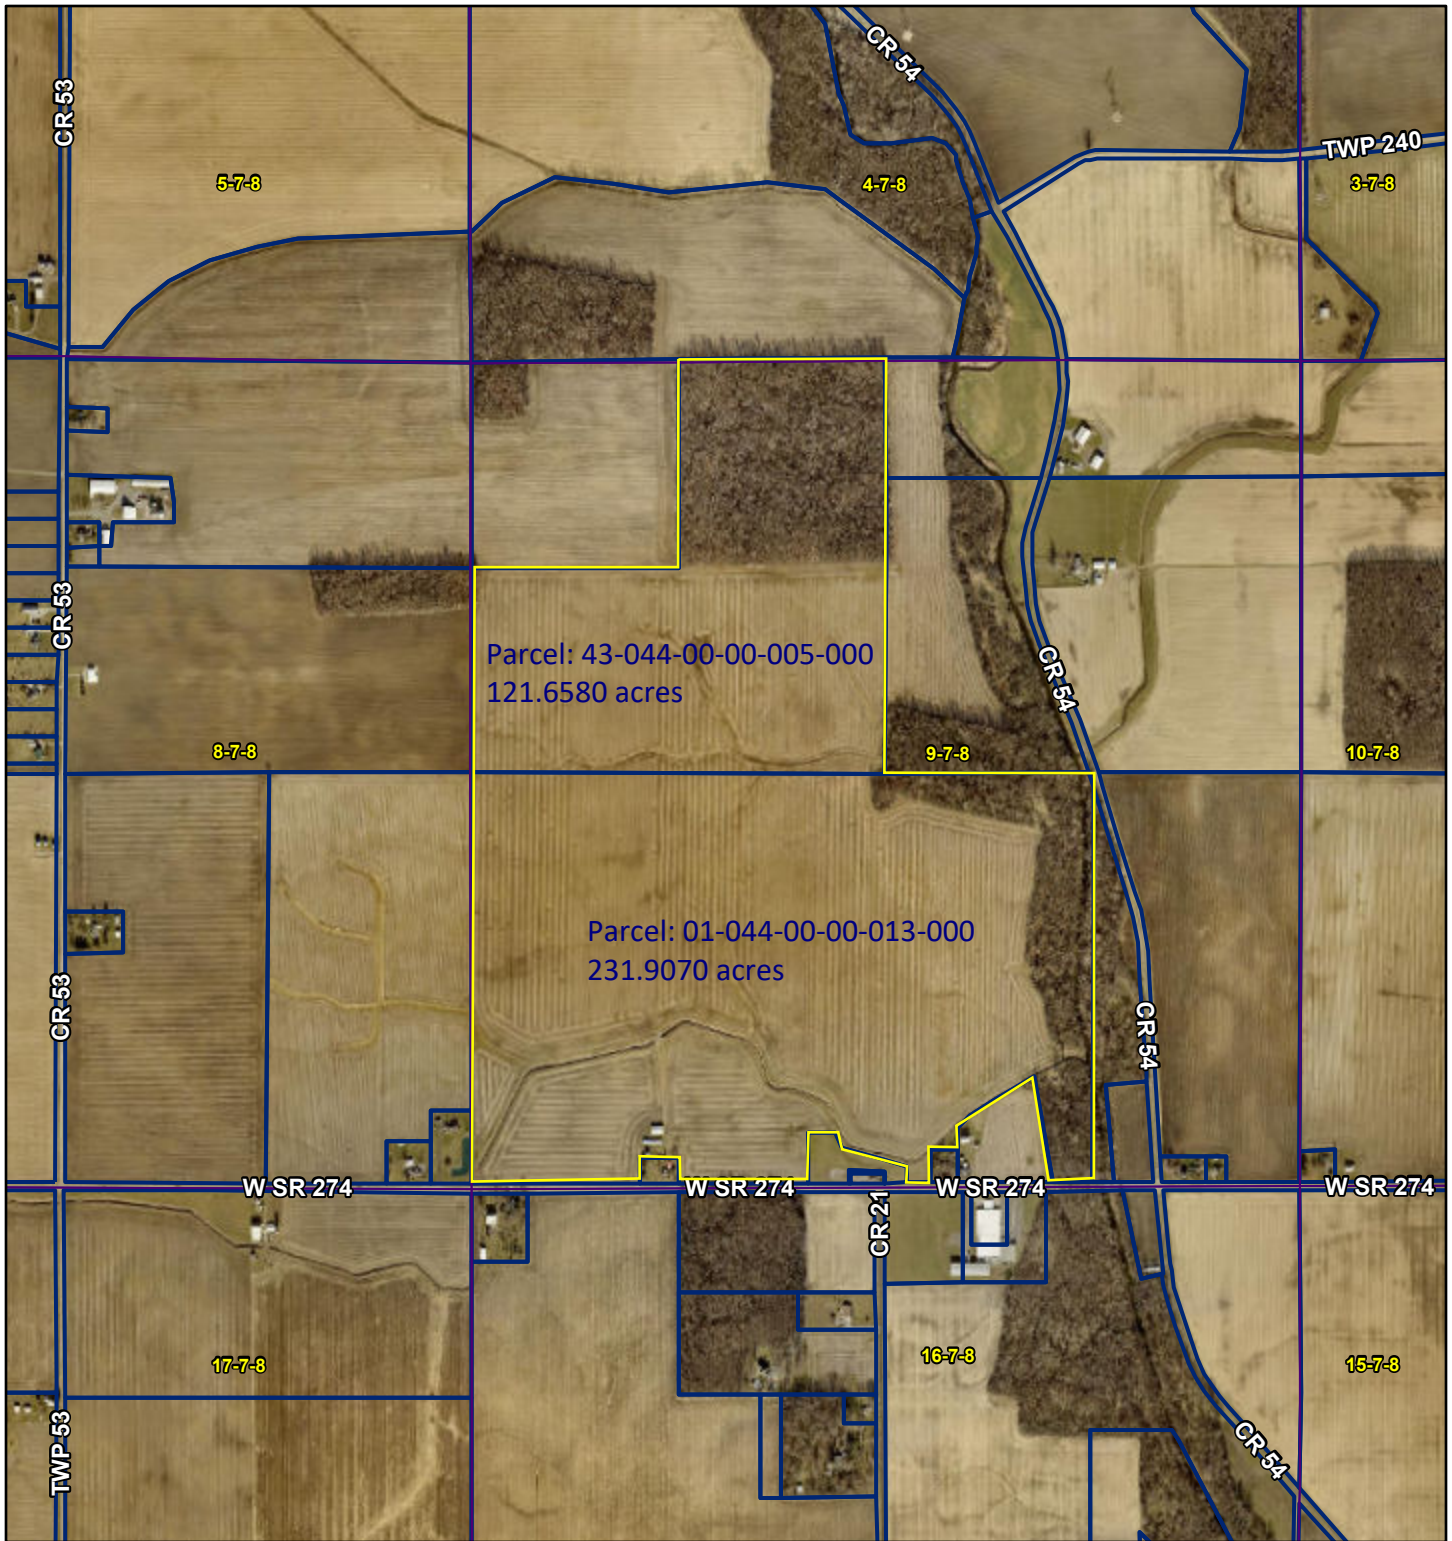 CR 54
CR 53
TWP 240
5-7-8
4-7-8
3-7-8
CR 53
Parcel: 43-044-00-00-005-000
121.6580 acres
CR 54
8-7-8
9-7-8
10-7-8
Parcel: 01-044-00-00-013-000
231.9070 acres
CR 53
CR 54
W SR 274
W SR 274
W SR 274
W SR 274
CR 21
17-7-8
16-7-8
15-7-8
TWP 53
CR 54